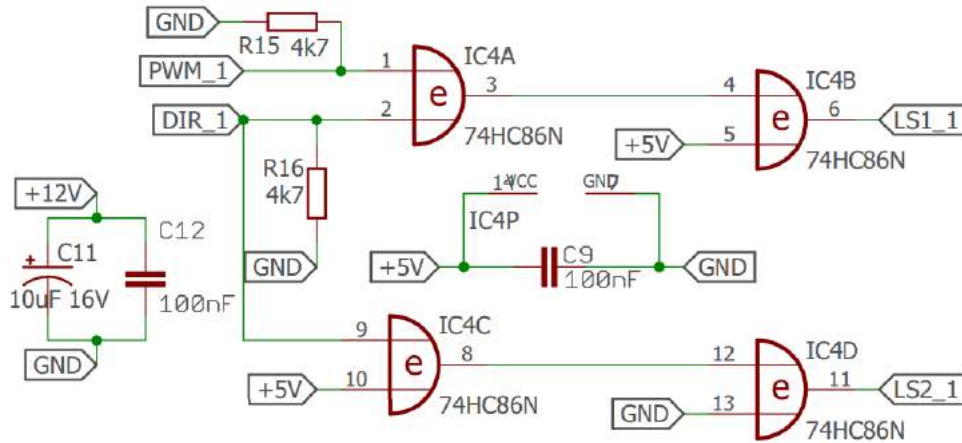 GND
R15 4k7
PWM_1
1
IC4A
e
3
DIR_1
2
74HC86N
4
IC4B
e
6
LS1_1
+5V
5
74HC86N
R16
4k7
GND
14
VCC
GND
7
IC4P
+5V
C9
100nF
GND
+12V
C12
+
C11
10uF 16V
100nF
GND
9
IC4C
e
8
+5V
10
74HC86N
12
IC4D
e
11
LS2_1
GND
13
74HC86N